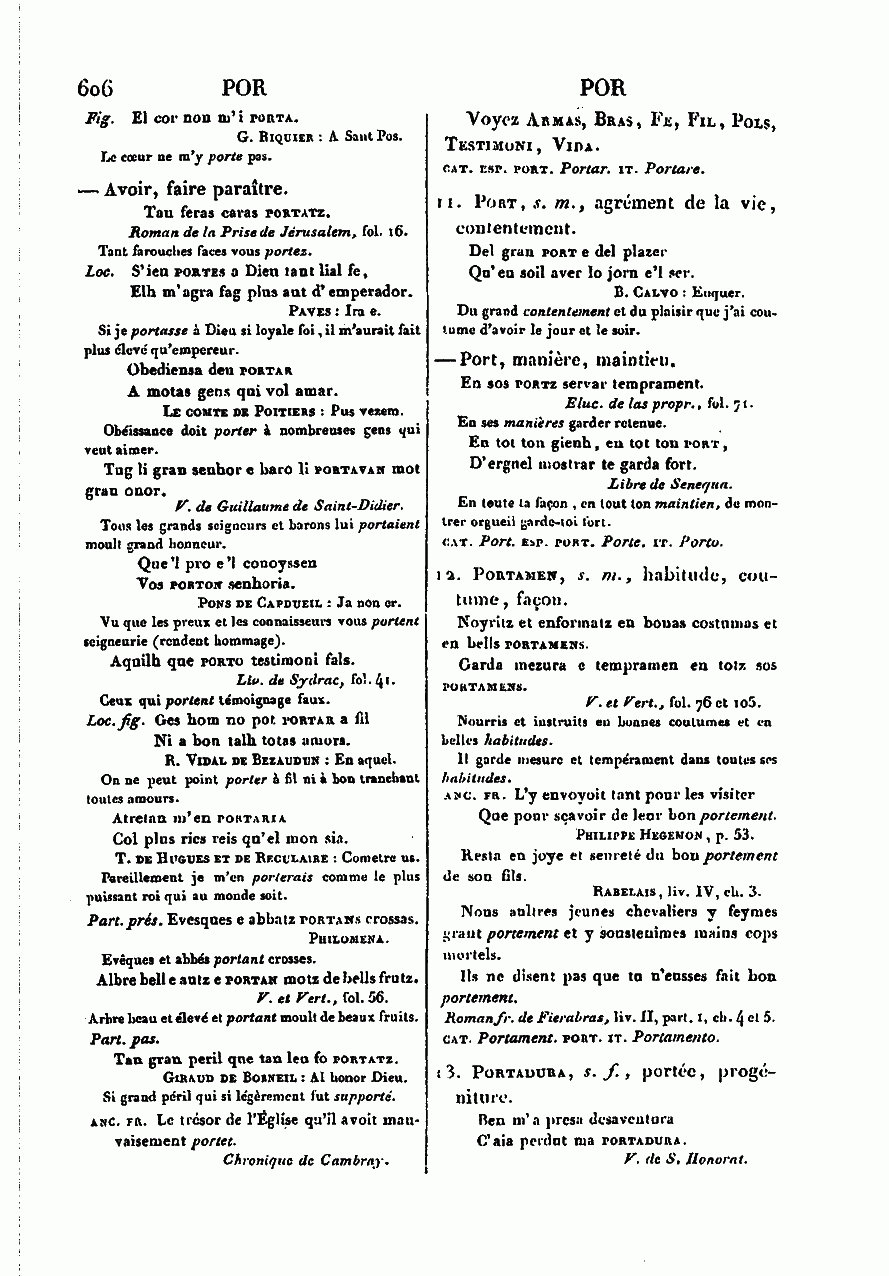 606 POR POR
Fig. El cor non m'i PORTA.
G. RIQUIER : A Sant Pos.
Le cœur ne m'y porte pas.
— Avoir, faire paraître.
Tan feras caras PORTATZ.
Roman de la Prise de Jérusalem, fol. 16.
Tant farouches faces vous portez.
Loc. S'ieu PORTES a Dieu tant lial fe,
Elh m'agra fag plus aut d'emperador.
PAVES : Ira e.
Si je portasse à Dieu si loyale foi, il m'aurait fait
plus élevé qu'empereur.
Obediensa deu PORTAR
A motas gens qui vol amar.
LE COMTE DE POITIERS : Pus vezem.
Obéissance doit porter à nombreuses gens qui
veut aimer.
Tug li gran senhor e baro li PORTAVAN mot
gran onor.
V. de Guillaume de Saint-Didier.
Tous les grands seigneurs et barons lui portaient
moult grand honneur.
Que'l pro e'l conoyssen
Vos PORTON senhoria.
PONS DE CAPDUEIL : Ja non er.
Vu que les preux et les connaisseurs vous portent
seigneurie (rendent hommage).
Aquilh que PORTO testimoni fals.
Liv. de Sydrac, fol. 41.
Ceux qui portent témoignage faux.
Loc. fig. Ges hom no pot PORTAR a fil
Ni a bon talh totas amors.
R. VIDAL DE BEZAUDUN : En aquel.
On ne peut point porter à fil ni à bon tranchant
toutes amours.
Atretan m'en PORTARIA
Col plus rics reis qu'el mon sia.
T. DE HUGUES ET DE RECULAIRE : Cometre us.
Pareillement je m'en porterais comme le plus
puissant roi qui au monde soit.
Part. prés. Evesques e abbatz PORTANS crossas.
PHILOMENA.
Evêques et abbés portant crosses.
Albre bell e autz e PORTAN motz de bells frutz.
V. et Vert., fol. 56.
Arbre beau et élevé et portant moult de beaux fruits.
Part. pas.
Tan gran peril que tan leu fo PORTATZ.
GIRAUD DE BORNEIL : Al honor Dieu.
Si grand péril qui si légèrement fut supporté.
ANC. FR. Le trésor de l'Église qu'il avoit mau-
vaisement portet.
Chronique de Cambray.
Voyez ARMAS, BRAS, FE, FIL, POLS,
TESTIMONI, VIDA.
CAT. ESP. PORT. Portar. IT. Portare.
11. PORT, s. m., agrément de la vie,
contentement.
Del gran PORT e del plazer
Qu'eu soil aver lo jorn e'l ser.
B. CALVO : Enquer.
Du grand contentement et du plaisir que j'ai cou-
tume d'avoir le jour et le soir.
— Port, manière, maintien.
En sos PORTZ servar temprament.
Eluc. de las propr., fol. 71.
En ses manières garder retenue.
En tot ton gienh, en tot ton PORT,
D'erguel mostrar te garda fort.
Libre de Senequa.
En toute ta façon, en tout ton maintien, de mon-
trer orgueil garde-toi fort.
CAT. Port. ESP. PORT. Porte. IT. Porto.
12. PORTAMEN, s. m., habitude, cou-
tume, façon.
Noyritz et enformatz en bonas costumas et
en bells PORTAMENS.
Garda mezura e tempramen en totz sos
PORTAMENS.
V. et Vert., fol. 76 et 105.
Nourris et instruits en bonnes coutumes et en
belles habitudes.
Il garde mesure et tempérament dans toutes ses
habitudes.
ANC. FR. L'y envoyoit tant pour les visiter
Que pour sçavoir de leur bon portement.
PHILIPPE HEGEMON, p. 53.
Resta en joye et seureté du bon portement
de son fils.
RABELAIS, liv. IV, ch. 3.
Nous aultres jeunes chevaliers y feymes
grant portement et y soustenimes mains cops
mortels.
Ils ne disent pas que tu n'eusses fait bon
portement.
Roman fr. de Fierabras, liv. II, part. 1, ch. 4 et 5.
CAT. Portament. PORT. IT. Portamento.
13. PORTADURA, s. f., portée, progé-
niture.
Ben m'a presa desaventura
C'aia perdut ma PORTADURA.
V. de S. Honorat.